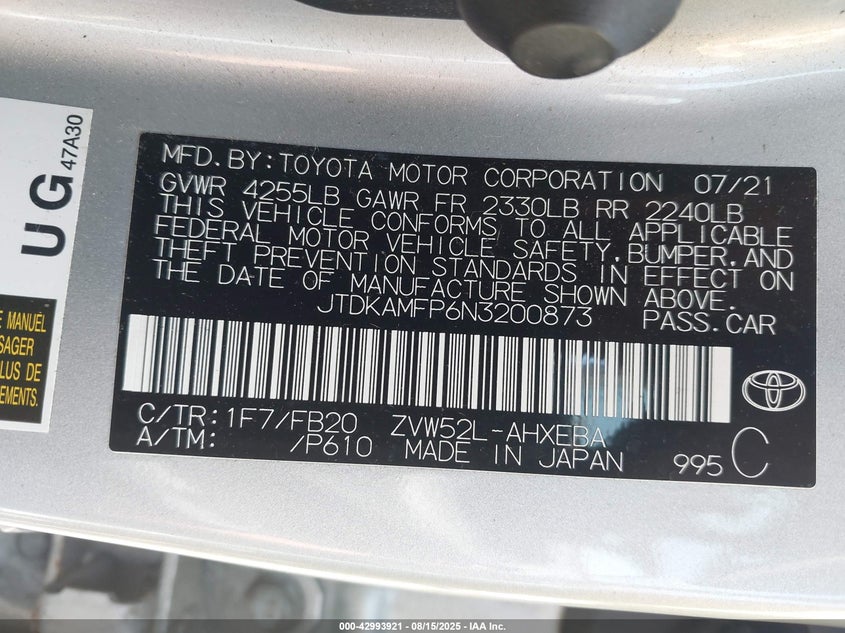 MFD.BY:TOYOTA MOTOR CORPORATION 07/21
GVWR 4255LB GAWR FR 2330LB RR 2240LB
THIS VEHICLE CONFORMS TO ALL APPLICABLE
FEDERAL MOTOR VEHICLE SAFETY,BUMPER,AND
THEFT PREVENTION STANDARDS IN EFFECT ON
THE DATE OF MANUFACTURE SHOWN ABOVE.
JTDKAMFP6N3200873 PASS.CAR
C/TR:1F7/FB20 ZVW52L-AHXEBA
A/TM: /P610 MADE IN JAPAN 995 C
UG 47A30
E MANUEL
SAGER
LUS DE
EMENTS.
000-42993921 - 08/15/2025 - IAA Inc.